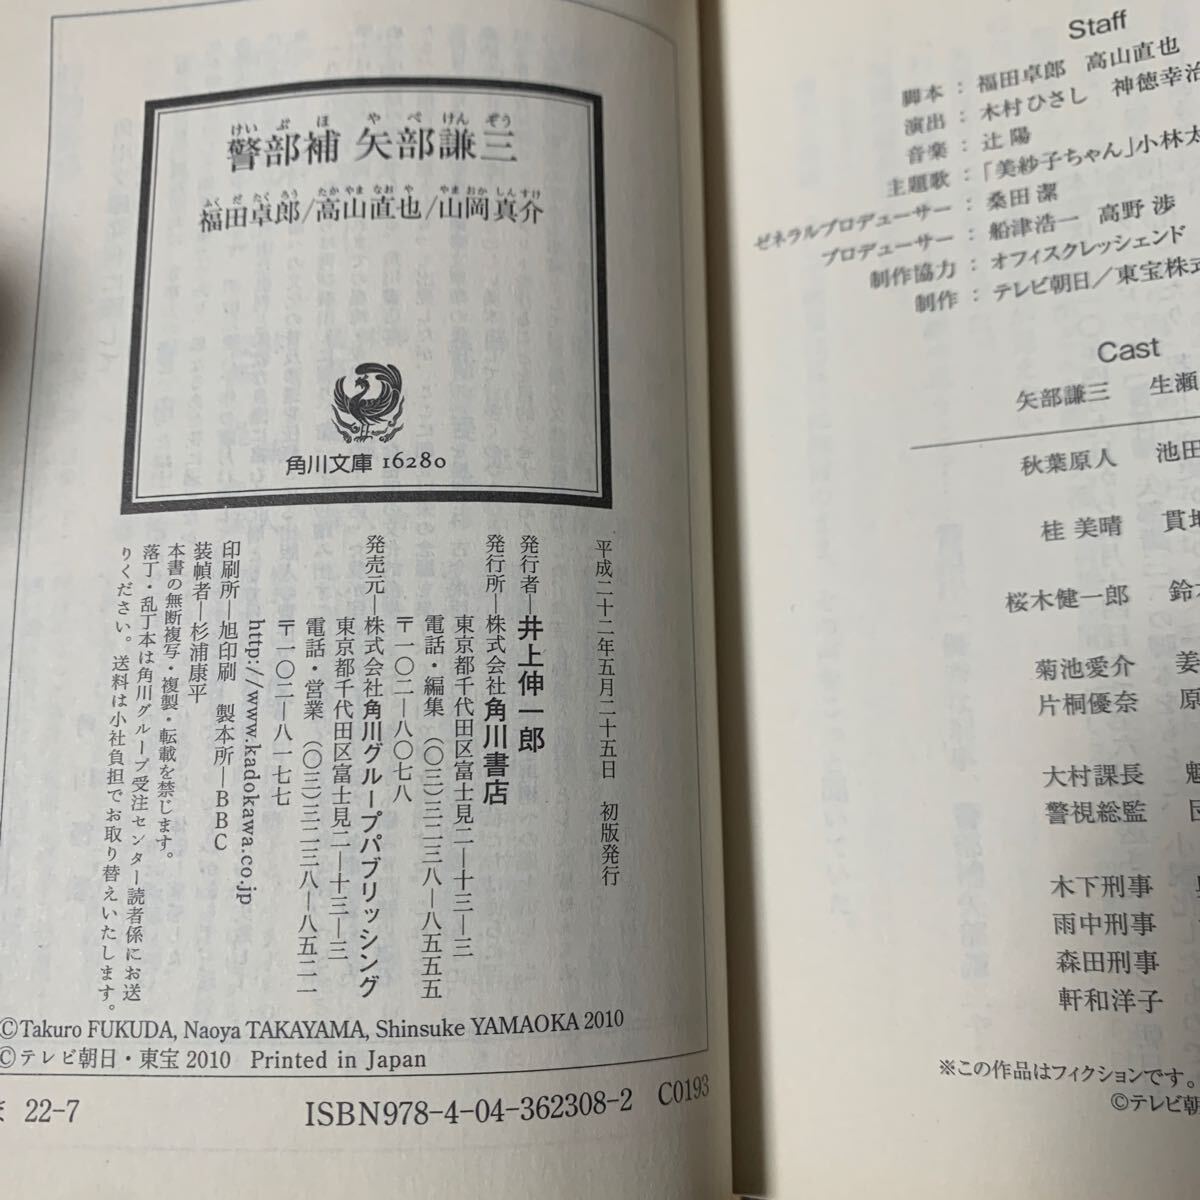 けいぶほ やべけんぞう
警部補 矢部謙三
ふくだたくろう たかやまなおや やまおかしんすけ
福田卓郎/高山直也/山岡真介
角川文庫 16280
平成二十二年五月二十五日 初版発行
発行者―井上伸一郎
発行所―株式会社角川書店
東京都千代田区富士見二―十三―三
電話・編集 (〇三)三二三八―八五五五
〒一〇二―八〇七八
発売元―株式会社角川グループパブリッシング
東京都千代田区富士見二―十三―三
電話・営業 (〇三)三二三八―八五二一
〒一〇二―八一七七
http://www.kadokawa.co.jp
印刷所―旭印刷 製本所―BBC
装幀者―杉浦康平
本書の無断複写・複製・転載を禁じます。
落丁・乱丁本は角川グループ受注センター読者係にお送
りください。送料は小社負担でお取り替えいたします。
©Takuro FUKUDA, Naoya TAKAYAMA, Shinsuke YAMAOKA 2010
©テレビ朝日・東宝 2010 Printed in Japan
22-7
ISBN978-4-04-362308-2 C0193
Staff
脚本：福田卓郎 高山直也
演出：木村ひさし 神徳幸治
音楽：辻 陽
主題歌：「美紗子ちゃん」小林太
ゼネラルプロデューサー：桑田潔
プロデューサー：船津浩一 高野 渉
制作協力：オフィスクレッシェンド
制作：テレビ朝日/東宝株式
Cast
矢部謙三 生瀬
秋葉原人 池田
桂 美晴 貫地
桜木健一郎 鈴木
菊池愛介 姜
片桐優奈 原
大村課長
警視総監
木下刑事
雨中刑事
森田刑事
軒和洋子
※この作品はフィクションです。
©テレビ朝